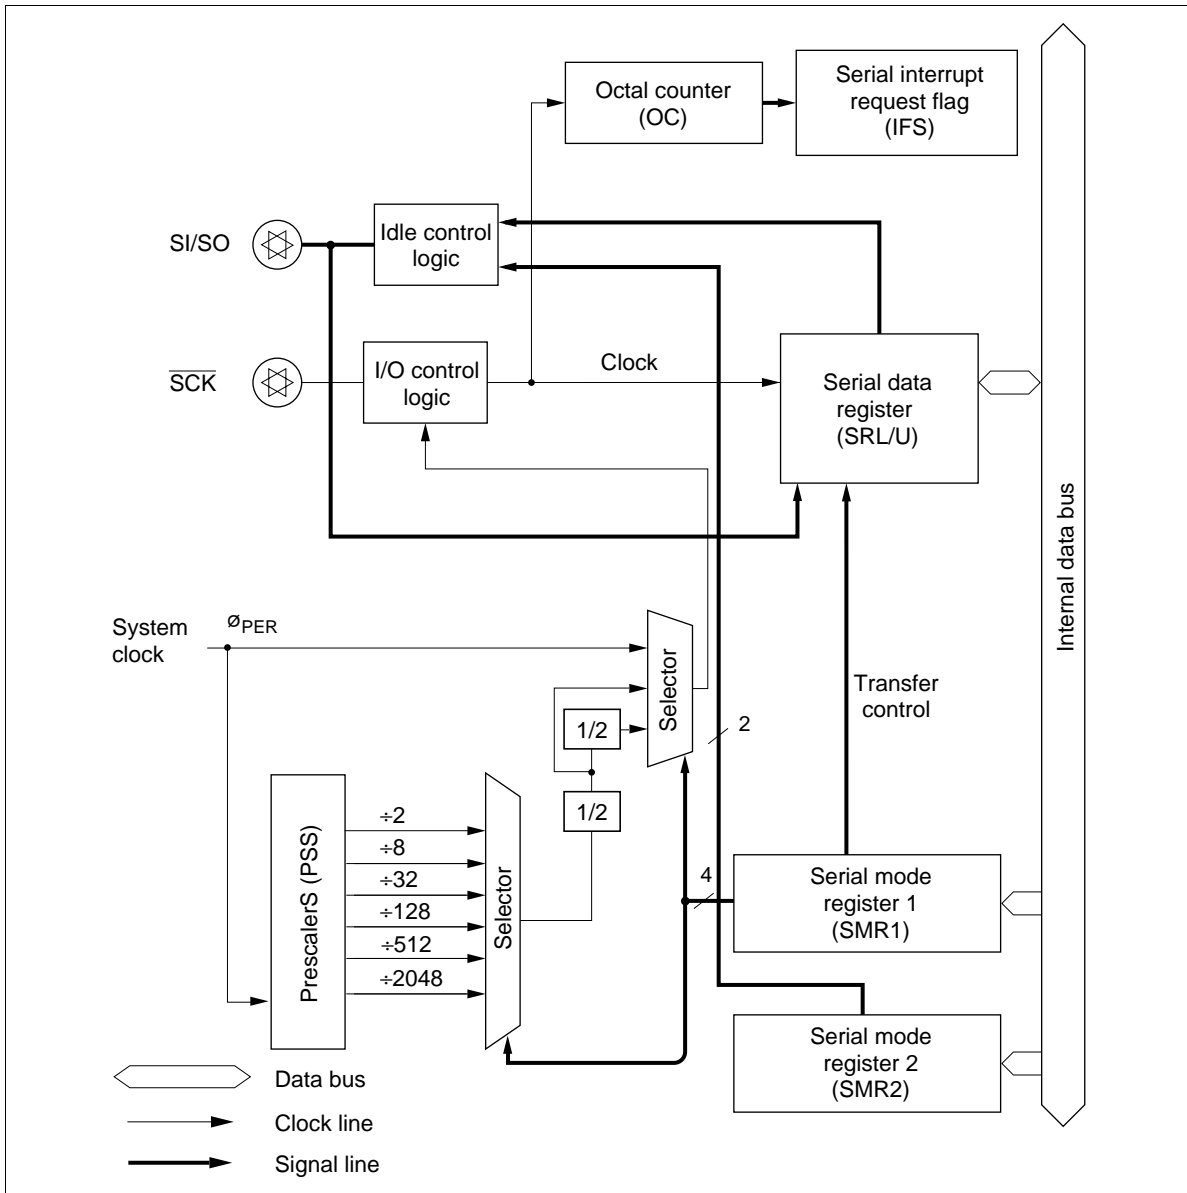 Octal counter
(OC)
Serial interrupt
request flag
(IFS)
SI/SO
Idle control
logic
SCK
I/O control
logic
Clock
Serial data
register
(SRL/U)
Internal data bus
System
clock
øPER
Selector
Transfer
control
1/2
2
1/2
PrescalerS (PSS)
÷2
÷8
÷32
÷128
÷512
÷2048
Selector
4
Serial mode
register 1
(SMR1)
Serial mode
register 2
(SMR2)
Data bus
Clock line
Signal line